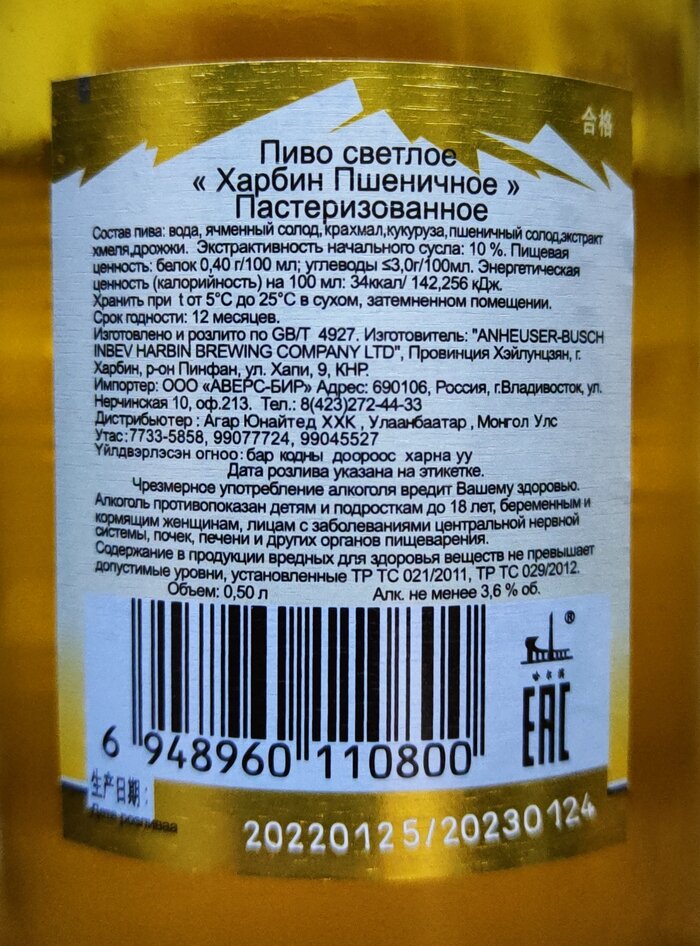 合格
Пиво светлое
« Харбин Пшеничное »
Пастеризованное
Состав пива: вода, ячменный солод, крахмал,кукуруза,пшеничный солод,экстракт
хмеля,дрожжи. Экстрактивность начального сусла: 10 %. Пищевая
ценность: белок 0,40 г/100 мл; углеводы ≤3,0г/100мл. Энергетическая
ценность (калорийность) на 100 мл: 34ккал/ 142,256 кДж.
Хранить при t от 5°C до 25°C в сухом, затемненном помещении.
Срок годности: 12 месяцев.
Изготовлено и розлито по GB/T 4927. Изготовитель: "ANHEUSER-BUSCH
INBEV HARBIN BREWING COMPANY LTD", Провинция Хэйлунцзян, г.
Харбин, р-он Пинфан, ул. Хапи, 9, КНР.
Импортер: ООО «АВЕРС-БИР» Адрес: 690106, Россия, г.Владивосток, ул.
Нерчинская 10, оф.213. Тел.: 8(423)272-44-33
Дистрибьютер : Агар Юнайтед ХХК , Улаанбаатар , Монгол Улс
Утас:7733-5858, 99077724, 99045527
Үйлдвэрлэсэн огноо: бар кодны доороос харна уу
Дата розлива указана на этикетке.
Чрезмерное употребление алкоголя вредит Вашему здоровью.
Алкоголь противопоказан детям и подросткам до 18 лет, беременным и
кормящим женщинам, лицам с заболеваниями центральной нервной
системы, почек, печени и других органов пищеварения.
Содержание в продукции вредных для здоровья веществ не превышает
допустимые уровни, установленные ТР ТС 021/2011, ТР ТС 029/2012.
Объем: 0,50 л Алк. не менее 3,6 % об.
®
哈尔滨
EAC
6 948960 110800
生产日期:
Дата розливаа
20220125/20230124